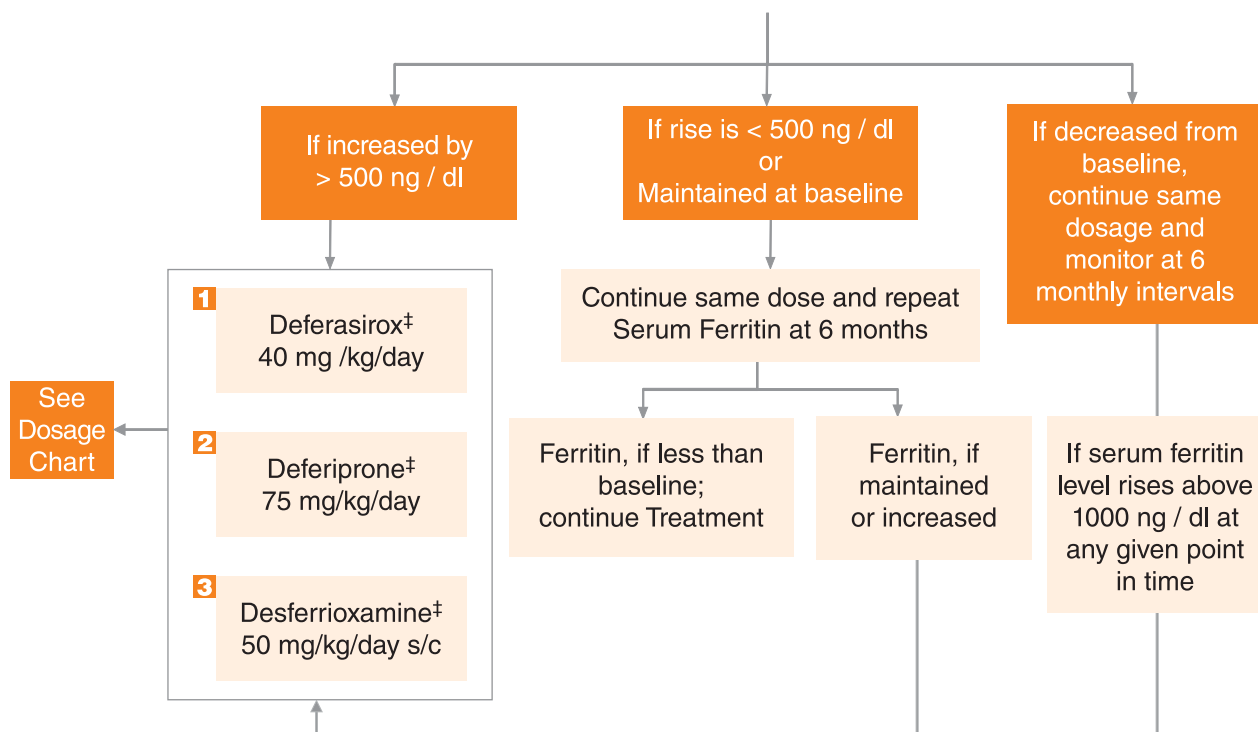 If increased by
> 500 ng / dl
If rise is < 500 ng / dl
or
Maintained at baseline
If decreased from
baseline,
continue same
dosage and
monitor at 6
monthly intervals
1
Deferasirox‡
40 mg /kg/day
2
Deferiprone‡
75 mg/kg/day
3
Desferrioxamine‡
50 mg/kg/day s/c
See
Dosage
Chart
Continue same dose and repeat
Serum Ferritin at 6 months
Ferritin, if less than
baseline;
continue Treatment
Ferritin, if
maintained
or increased
If serum ferritin
level rises above
1000 ng / dl at
any given point
in time